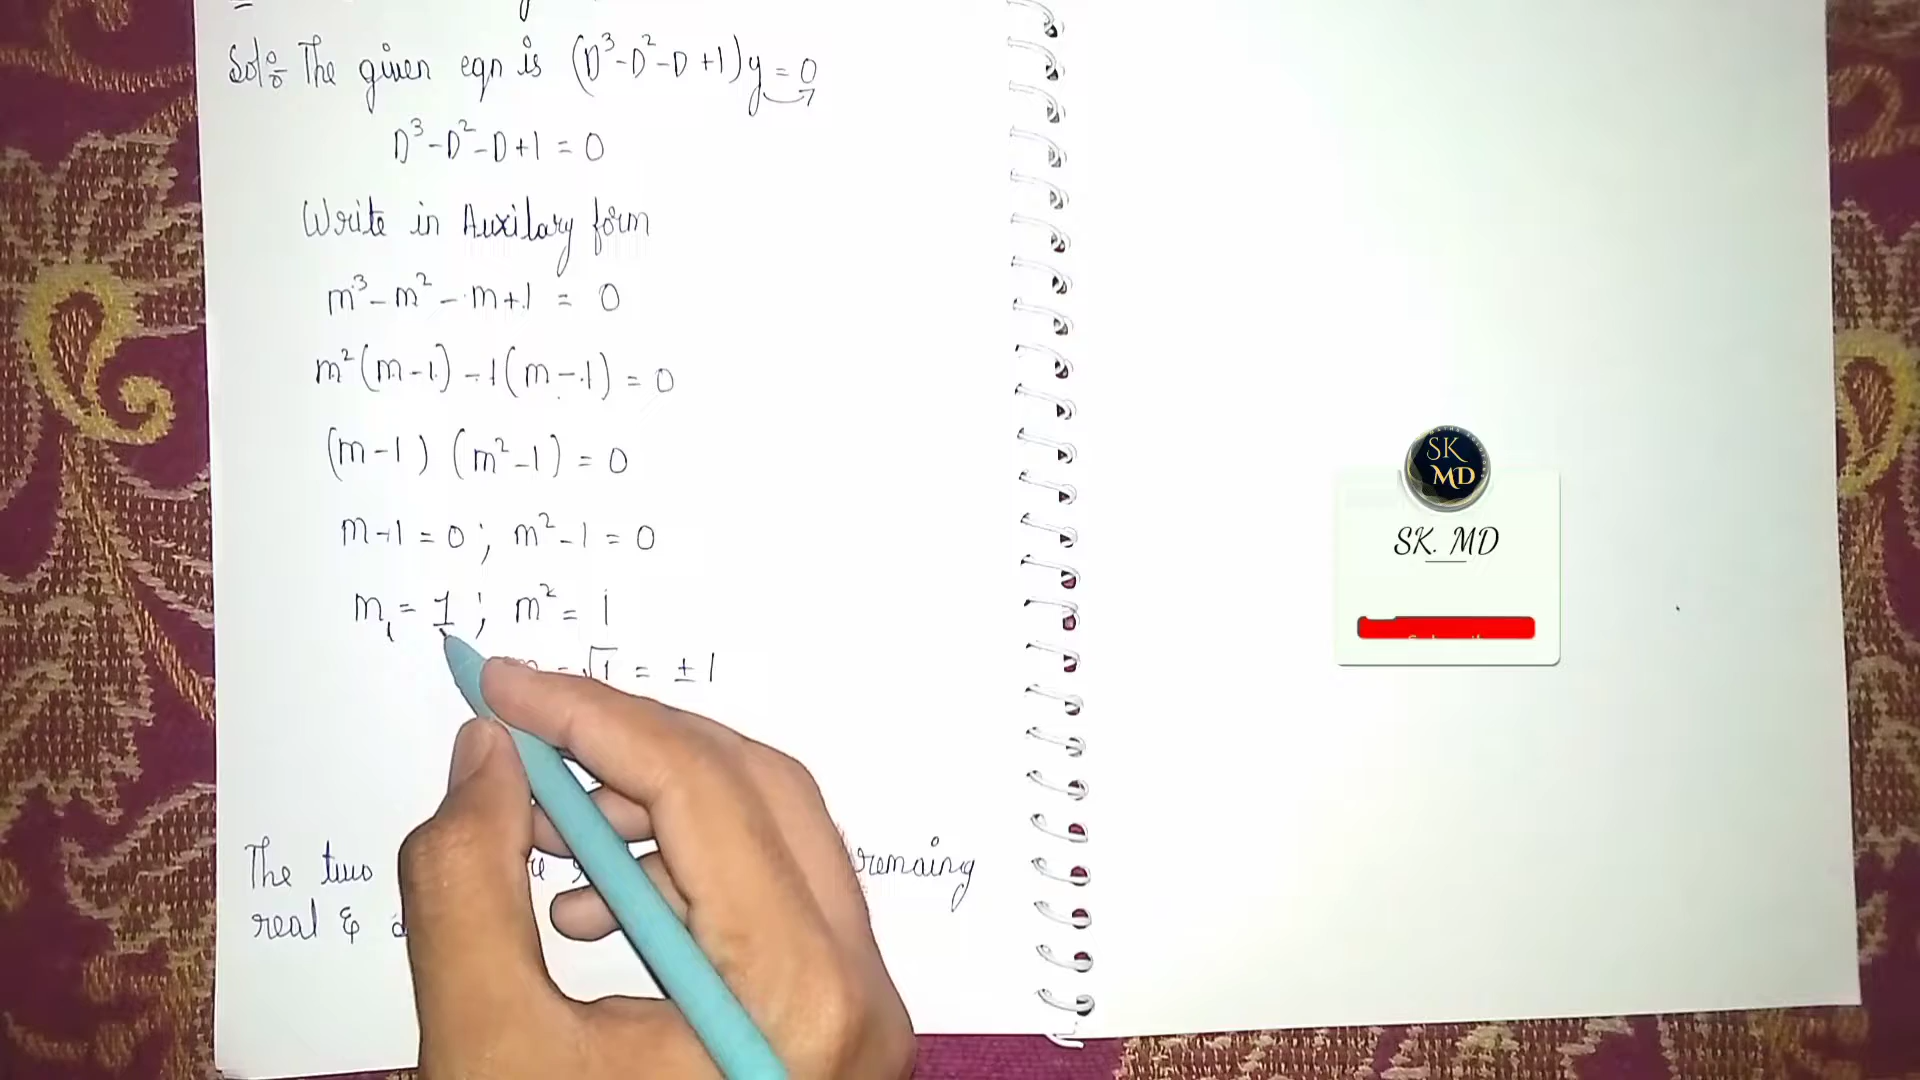 Sol:- The given eqn is (D³-D²-D+1)y=0
D³-D²-D+1=0
Write in Auxilary form
m³-m²-m+1 = 0
m²(m-1)-1(m-1)=0
(m-1) (m²-1)=0
m-1=0; m²-1=0
m₁=1; m²=1
= √1 = ±1
The two remaing
real &
SK
MD
SK. MD